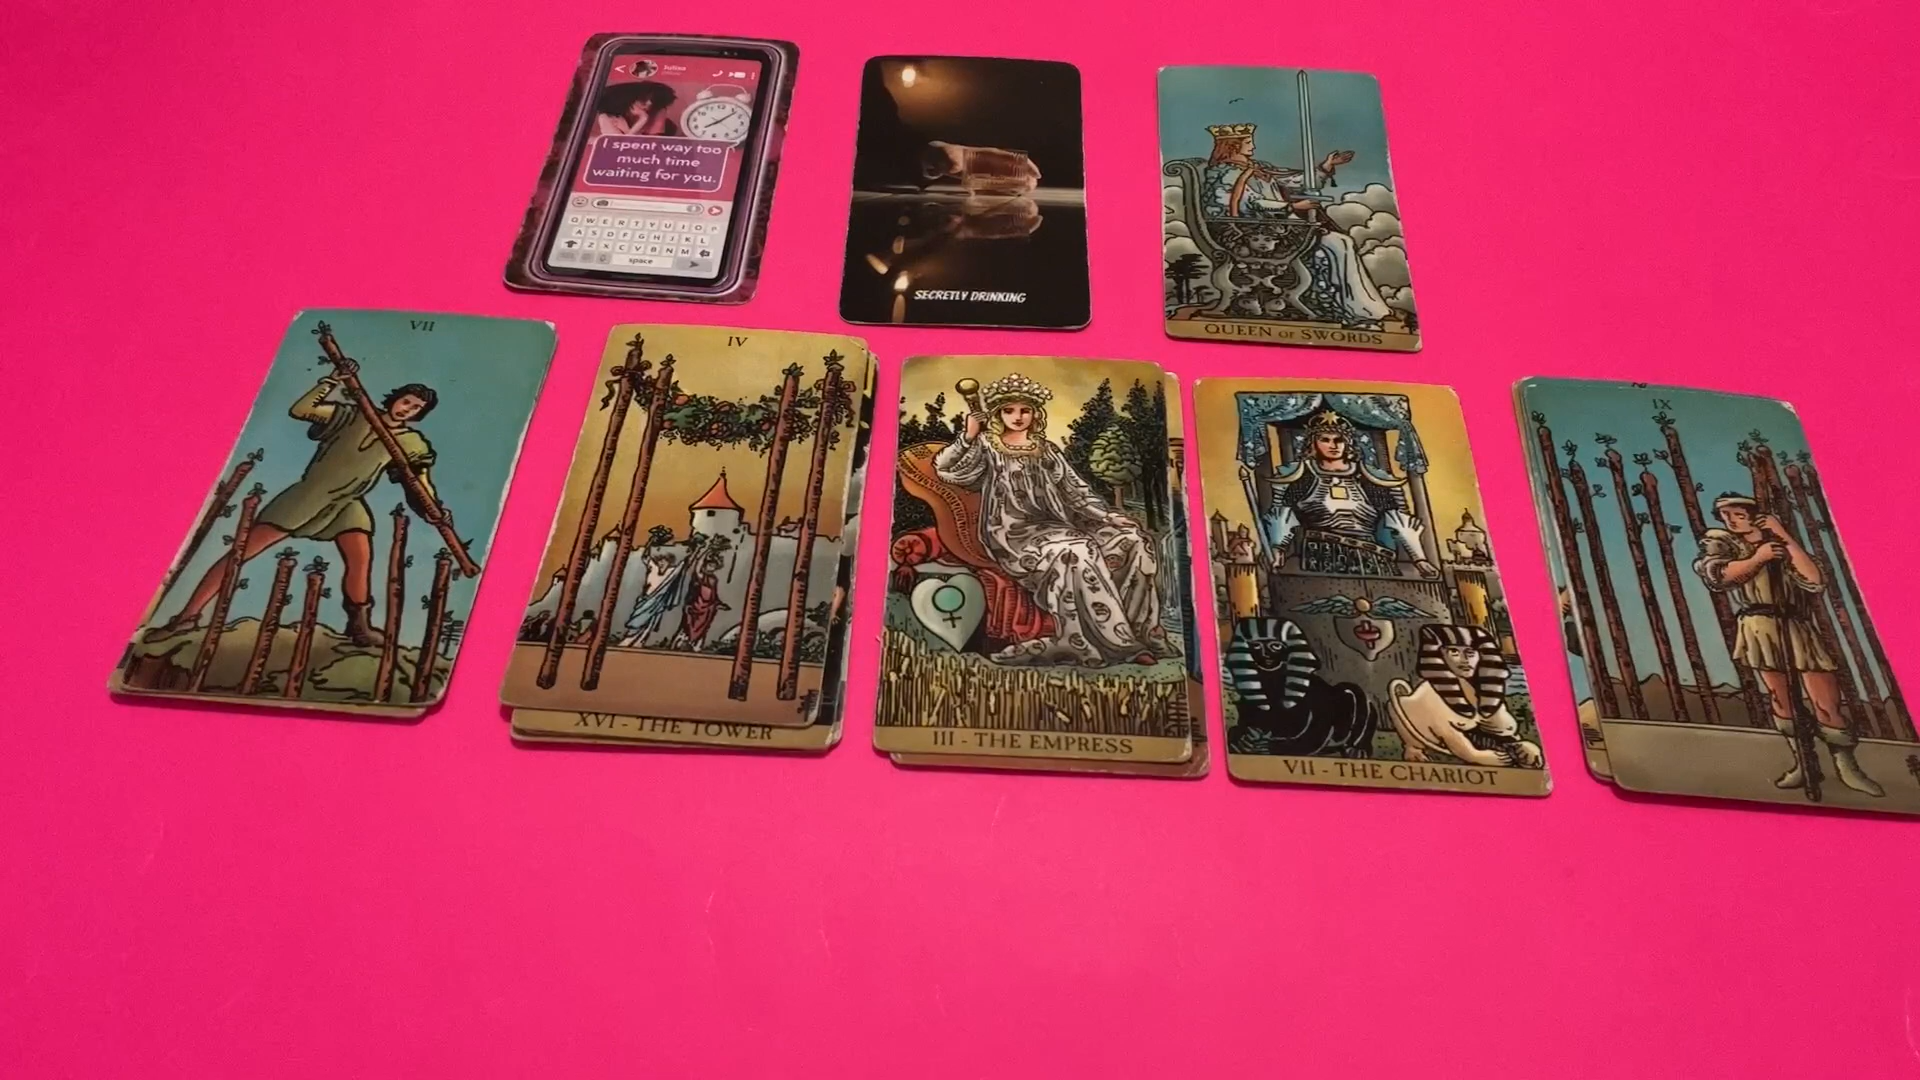 Julisa
I spent way too
much time
waiting for you.
Q W E R T Y U I O P
A S D F G H J K L
Z X C V B N M
space
SECRETLY DRINKING
QUEEN OF SWORDS
VII
IV
XVI - THE TOWER
III - THE EMPRESS
VII - THE CHARIOT
IX